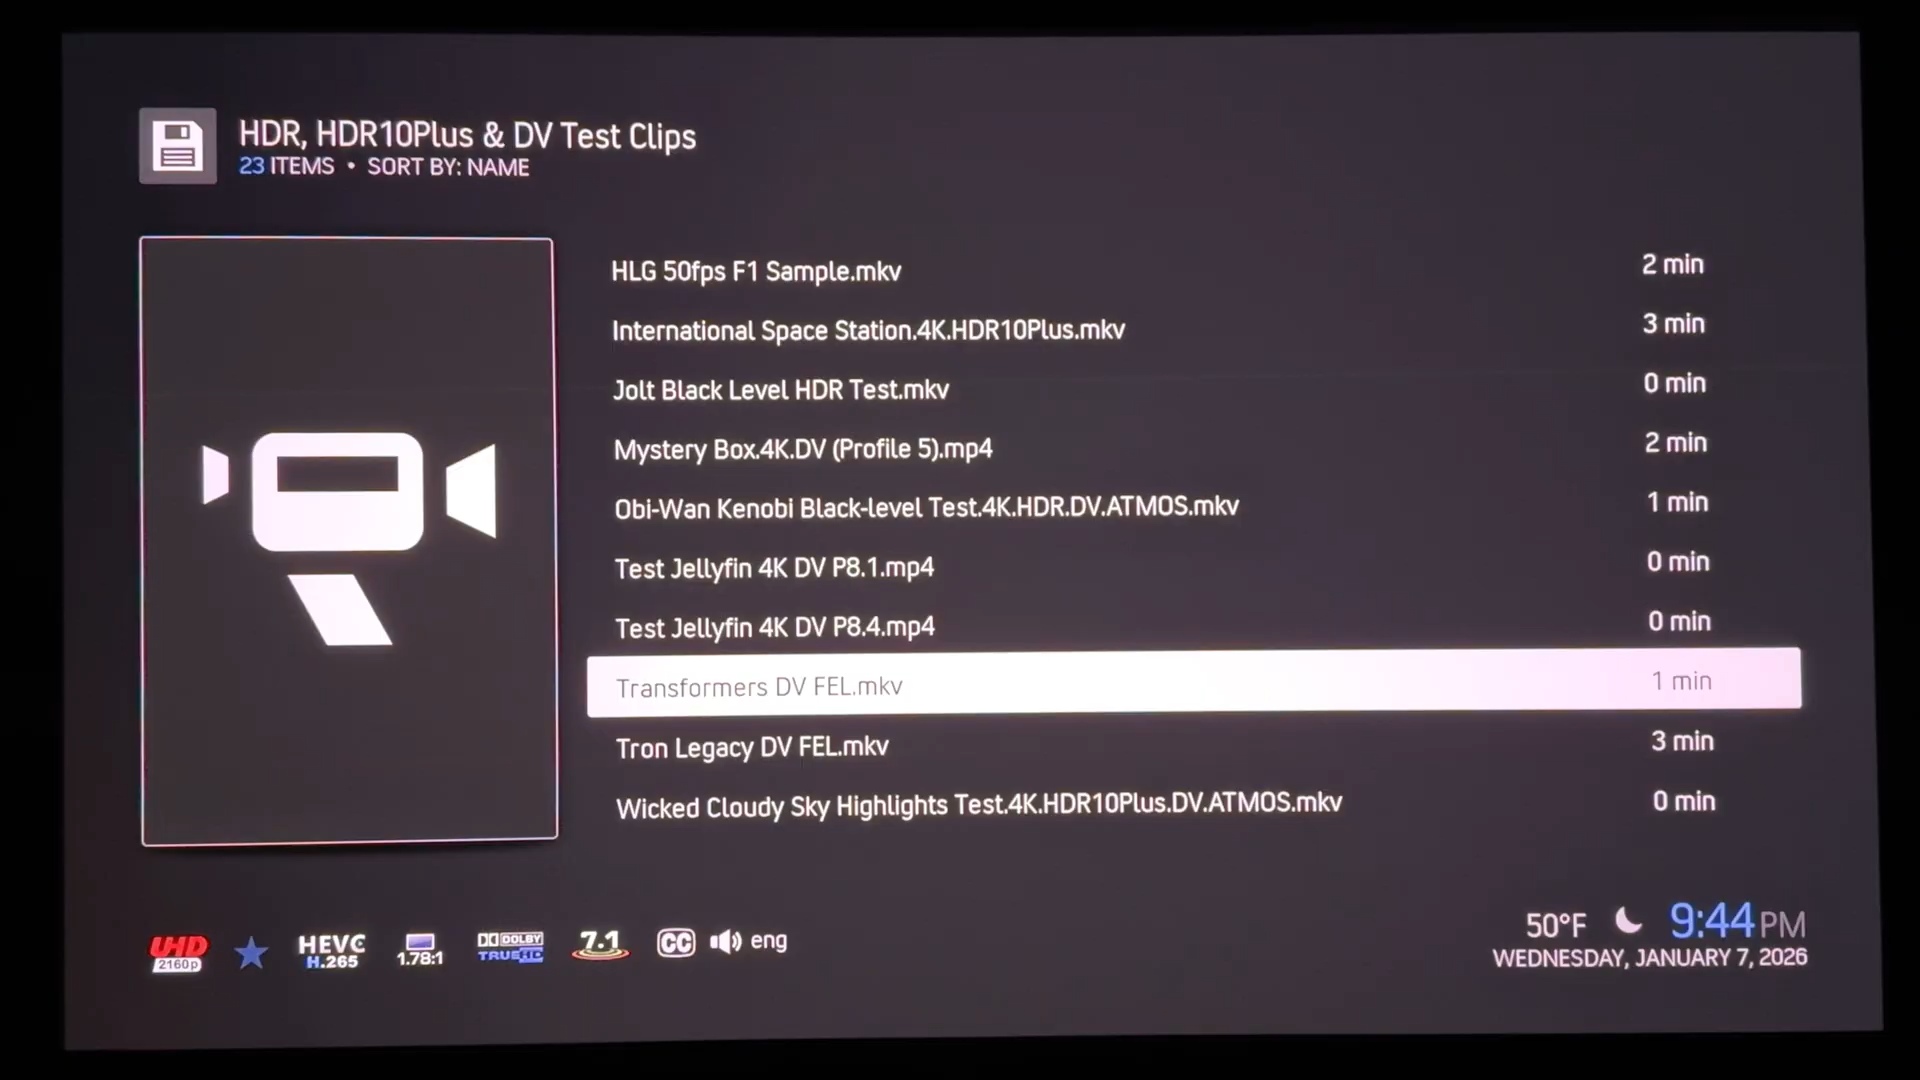 HDR, HDR10Plus & DV Test Clips
23 ITEMS • SORT BY: NAME
HLG 50fps F1 Sample.mkv 2 min
International Space Station.4K.HDR10Plus.mkv 3 min
Jolt Black Level HDR Test.mkv 0 min
Mystery Box.4K.DV (Profile 5).mp4 2 min
Obi-Wan Kenobi Black-level Test.4K.HDR.DV.ATMOS.mkv 1 min
Test Jellyfin 4K DV P8.1.mp4 0 min
Test Jellyfin 4K DV P8.4.mp4 0 min
Transformers DV FEL.mkv 1 min
Tron Legacy DV FEL.mkv 3 min
Wicked Cloudy Sky Highlights Test.4K.HDR10Plus.DV.ATMOS.mkv 0 min
UHD 2160p HEVC H.265 1.78:1 DOLBY TRUEHD 7.1 CC eng
50°F 9:44PM
WEDNESDAY, JANUARY 7, 2026